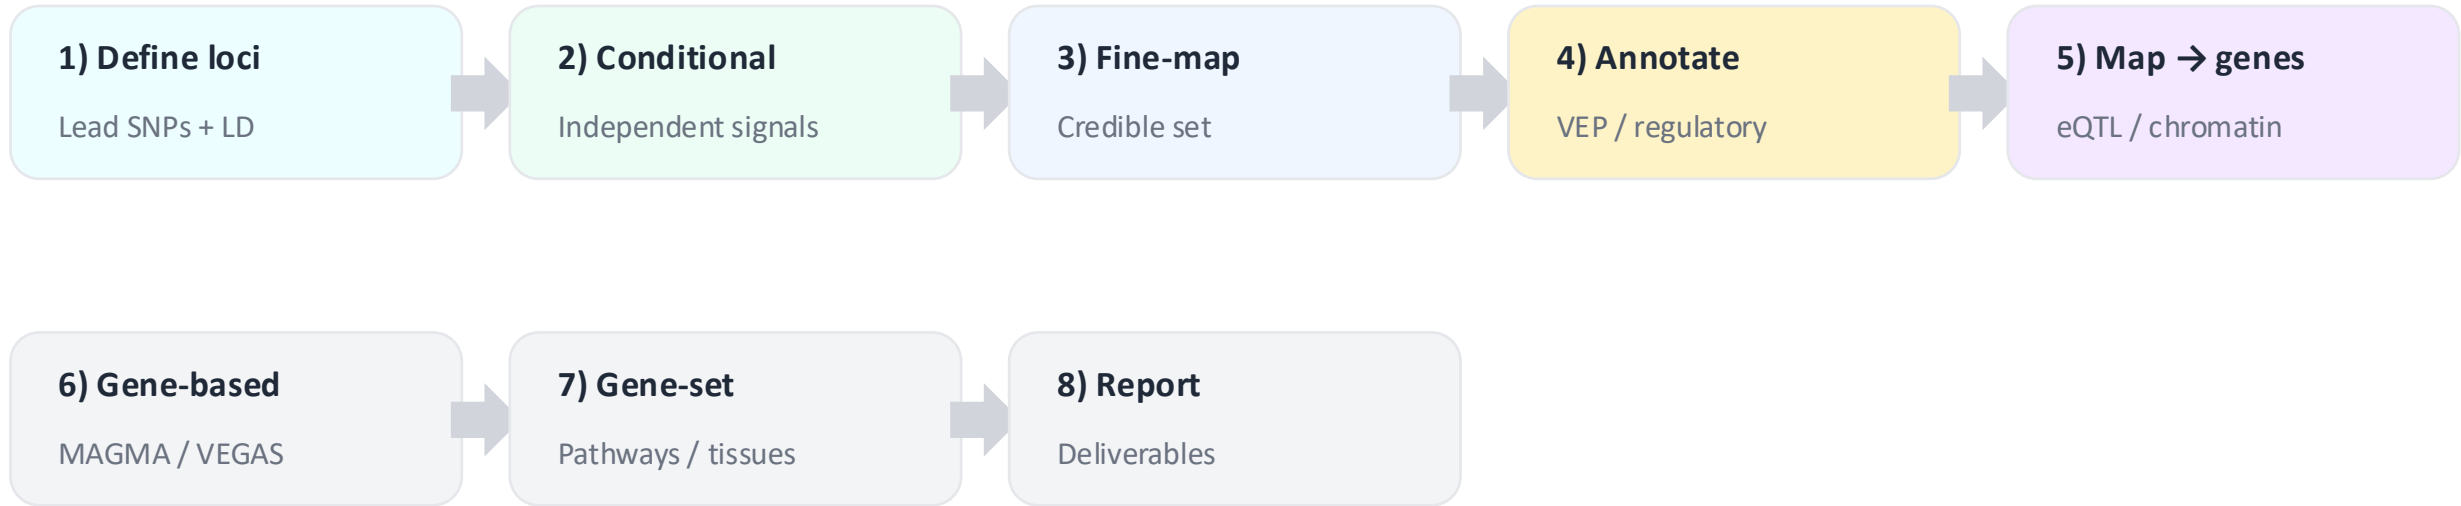 1) Define loci
Lead SNPs + LD
2) Conditional
Independent signals
3) Fine-map
Credible set
4) Annotate
VEP / regulatory
5) Map → genes
eQTL / chromatin
6) Gene-based
MAGMA / VEGAS
7) Gene-set
Pathways / tissues
8) Report
Deliverables